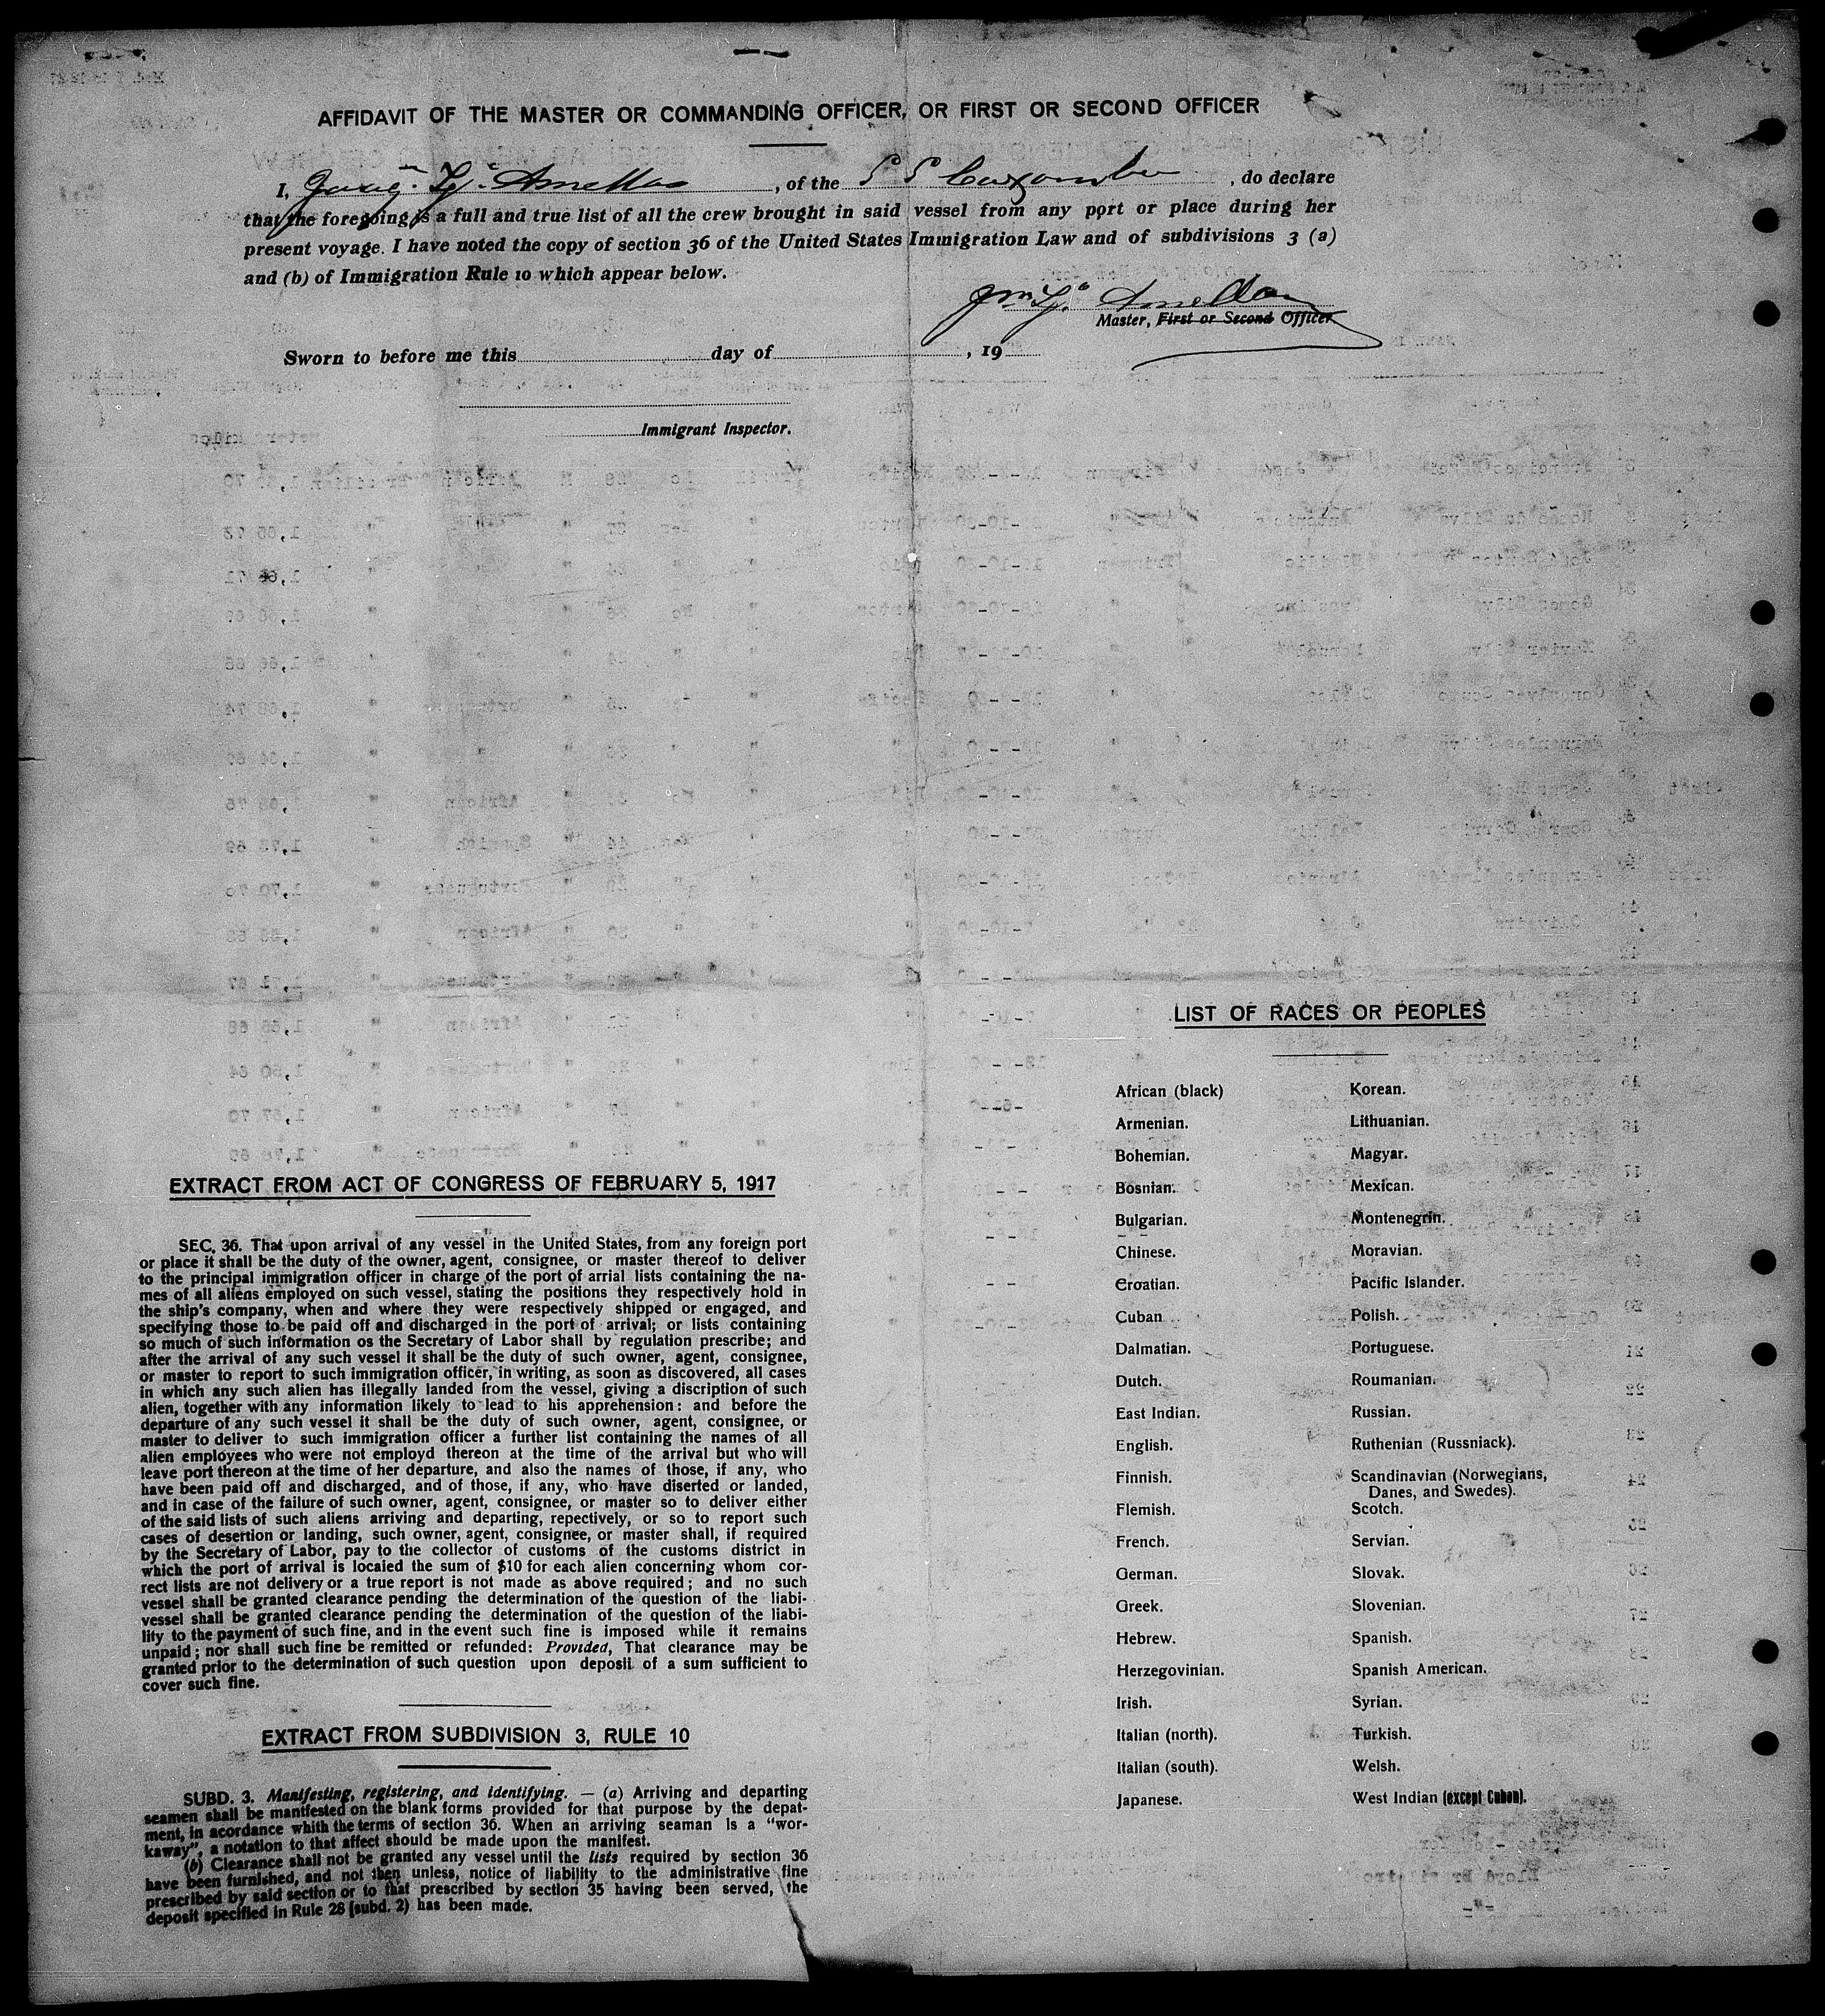 AFFIDAVIT OF THE MASTER OR COMMANDING OFFICER, OR FIRST OR SECOND OFFICER
I, , of the S S , do declare
that the foregoing is a full and true list of all the crew brought in said vessel from any port or place during her
present voyage. I have noted the copy of section 36 of the United States Immigration Law and of subdivisions 3 (a)
and (b) of Immigration Rule 10 which appear below.
Master, First or Second Officer
Sworn to before me this day of , 19
Immigrant Inspector.
EXTRACT FROM ACT OF CONGRESS OF FEBRUARY 5, 1917
SEC. 36. That upon arrival of any vessel in the United States, from any foreign port
or place it shall be the duty of the owner, agent, consignee, or master thereof to deliver
to the principal immigration officer in charge of the port of arrial lists containing the na-
mes of all aliens employed on such vessel, stating the positions they respectively hold in
the ship's company, when and where they were respectively shipped or engaged, and
specifying those to be paid off and discharged in the port of arrival; or lists containing
so much of such information os the Secretary of Labor shall by regulation prescribe; and
after the arrival of any such vessel it shall be the duty of such owner, agent, consignee,
or master to report to such immigration officer, in writing, as soon as discovered, all cases
in which any such alien has illegally landed from the vessel, giving a discription of such
alien, together with any information likely to lead to his apprehension: and before the
departure of any such vessel it shall be the duty of such owner, agent, consignee, or
master to deliver to such immigration officer a further list containing the names of all
alien employees who were not employd thereon at the time of the arrival but who will
leave port thereon at the time of her departure, and also the names of those, if any, who
have been paid off and discharged, and of those, if any, who have diserted or landed,
and in case of the failure of such owner, agent, consignee, or master so to deliver either
of the said lists of such aliens arriving and departing, repectively, or so to report such
cases of desertion or landing, such owner, agent, consignee, or master shall, if required
by the Secretary of Labor, pay to the collector of customs of the customs district in
which the port of arrival is locaied the sum of $10 for each alien concerning whom cor-
rect lists are not delivery or a true report is not made as above required; and no such
vessel shall be granted clearance pending the determination of the question of the liabi-
vessel shall be granted clearance pending the determination of the question of the liabi-
lity to the payment of such fine, and in the event such fine is imposed while it remains
unpaid; nor shall such fine be remitted or refunded: Provided, That clearance may be
granted prior to the determination of such question upon deposit of a sum sufficient to
cover such fine.
EXTRACT FROM SUBDIVISION 3, RULE 10
SUBD. 3. Manifesting, registering, and identifying. — (a) Arriving and departing
seamen shall be manifested on the blank forms provided for that purpose by the depat-
ment, in acordance whith the terms of section 36. When an arriving seaman is a "wor-
kaway", a notation to that affect should be made upon the manifest.
(b) Clearance shall not be granted any vessel until the lists required by section 36
have been furnished, and not then unless, notice of liability to the administrative fine
prescribed by said section or to that prescribed by section 35 having been served, the
deposit specified in Rule 28 (subd. 2) has been made.
LIST OF RACES OR PEOPLES
African (black)
Armenian.
Bohemian.
Bosnian.
Bulgarian.
Chinese.
Croatian.
Cuban
Dalmatian.
Dutch.
East Indian.
English.
Finnish.
Flemish.
French.
German.
Greek.
Hebrew.
Herzegovinian.
Irish.
Italian (north).
Italian (south).
Japanese.
Korean.
Lithuanian.
Magyar.
Mexican.
Montenegrin.
Moravian.
Pacific Islander.
Polish.
Portuguese.
Roumanian.
Russian.
Ruthenian (Russniack).
Scandinavian (Norwegians,
Danes, and Swedes).
Scotch.
Servian.
Slovak.
Slovenian.
Spanish.
Spanish American.
Syrian.
Turkish.
Welsh.
West Indian (except Cuban).